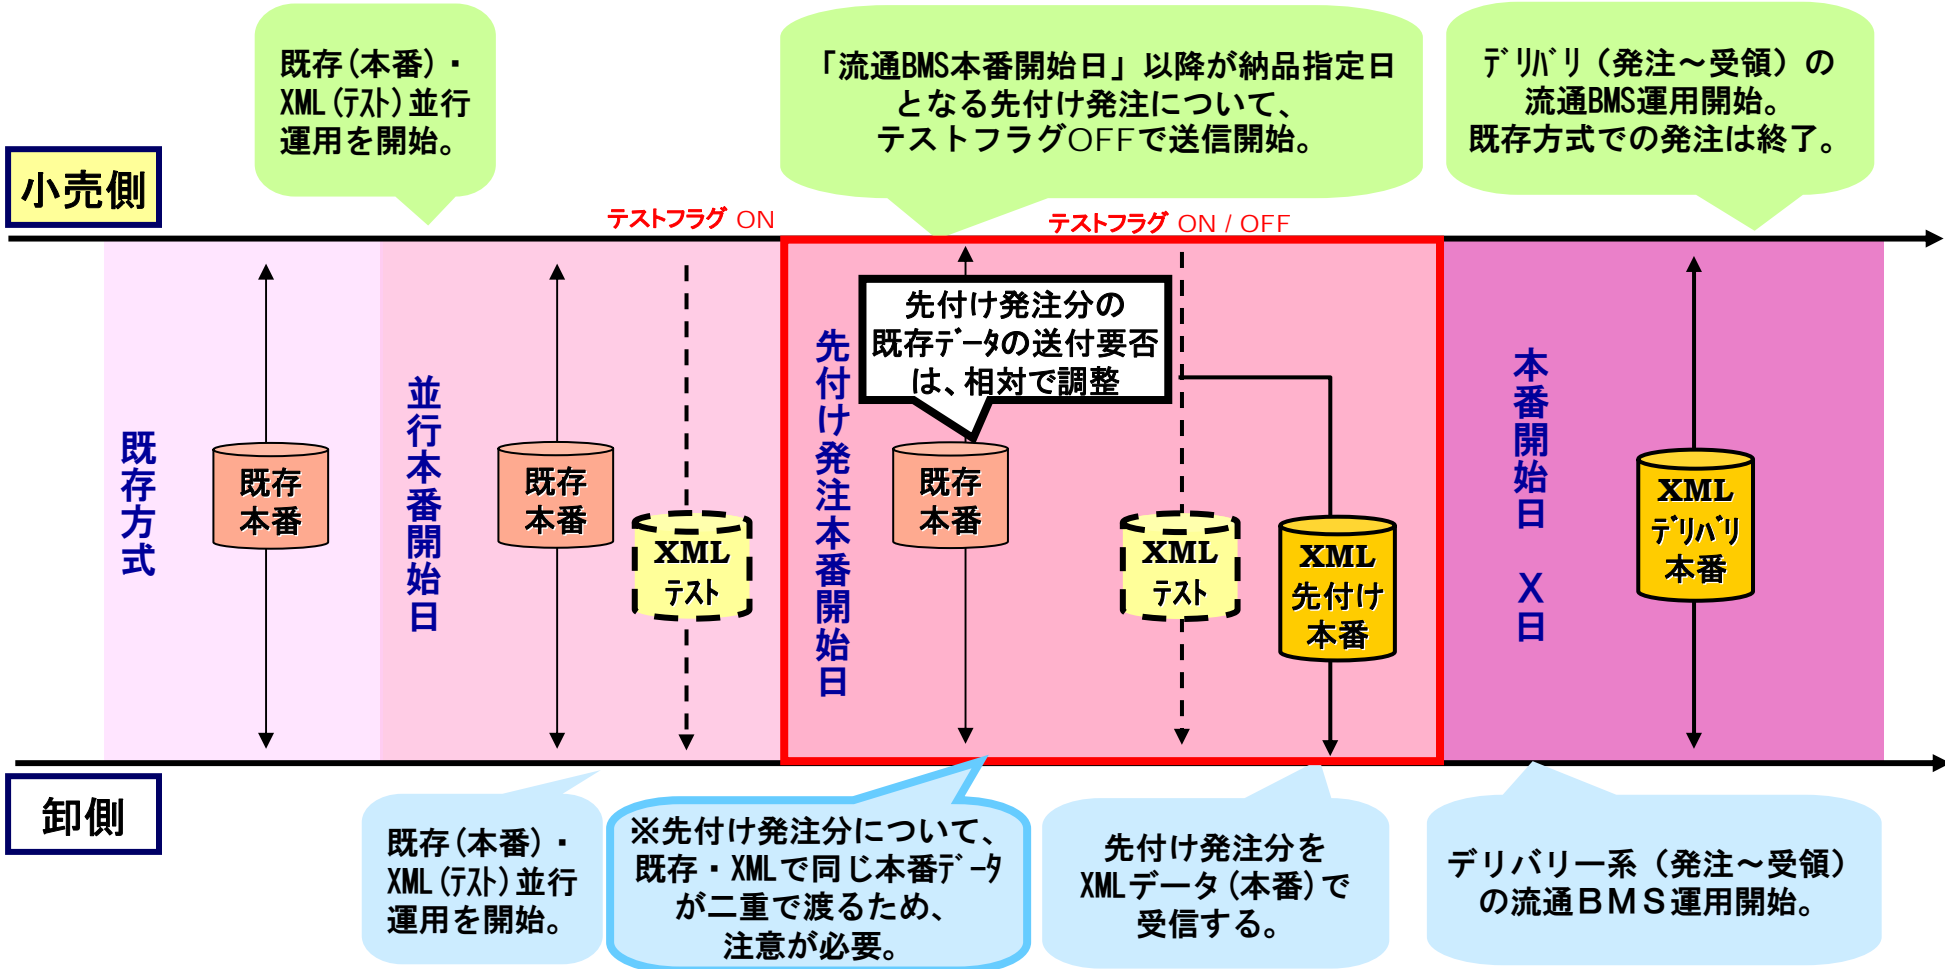 既存(本番)・
XML(ﾃｽﾄ)並行
運用を開始。
「流通BMS本番開始日」以降が納品指定日
となる先付け発注について、
テストフラグOFFで送信開始。
ﾃﾞﾘﾊﾞﾘ(発注～受領)の
流通BMS運用開始。
既存方式での発注は終了。
小売側
テストフラグ ON
テストフラグ ON / OFF
既存方式
既存
本番
並行本番開始日
既存
本番
XML
ﾃｽﾄ
先付け発注本番開始日
先付け発注分の
既存ﾃﾞｰﾀの送付要否
は、相対で調整
既存
本番
XML
ﾃｽﾄ
XML
先付け
本番
本番開始日 X日
XML
ﾃﾞﾘﾊﾞﾘ
本番
卸側
既存(本番)・
XML(ﾃｽﾄ)並行
運用を開始。
※先付け発注分について、
既存・XMLで同じ本番ﾃﾞｰﾀ
が二重で渡るため、
注意が必要。
先付け発注分を
XMLデータ(本番)で
受信する。
デリバリー系(発注～受領)
の流通BMS運用開始。